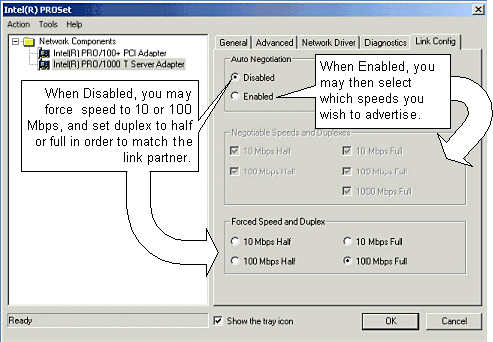 Intel(R) PROSet
Action Tools Help
Network Components
Intel(R) PRO/100+ PCI Adapter
Intel(R) PRO/1000 T Server Adapter
General Advanced Network Driver Diagnostics Link Config
Auto Negotiation
Disabled
Enabled
When Disabled, you may
force speed to 10 or 100
Mbps, and set duplex to half
or full in order to match the
link partner.
When Enabled, you
may then select
which speeds you
wish to advertise.
Negotiable Speeds and Duplexes
10 Mbps Half 10 Mbps Full
100 Mbps Half 100 Mbps Full
1000 Mbps Full
Forced Speed and Duplex
10 Mbps Half 10 Mbps Full
100 Mbps Half 100 Mbps Full
Ready
Show the tray icon
OK
Cancel